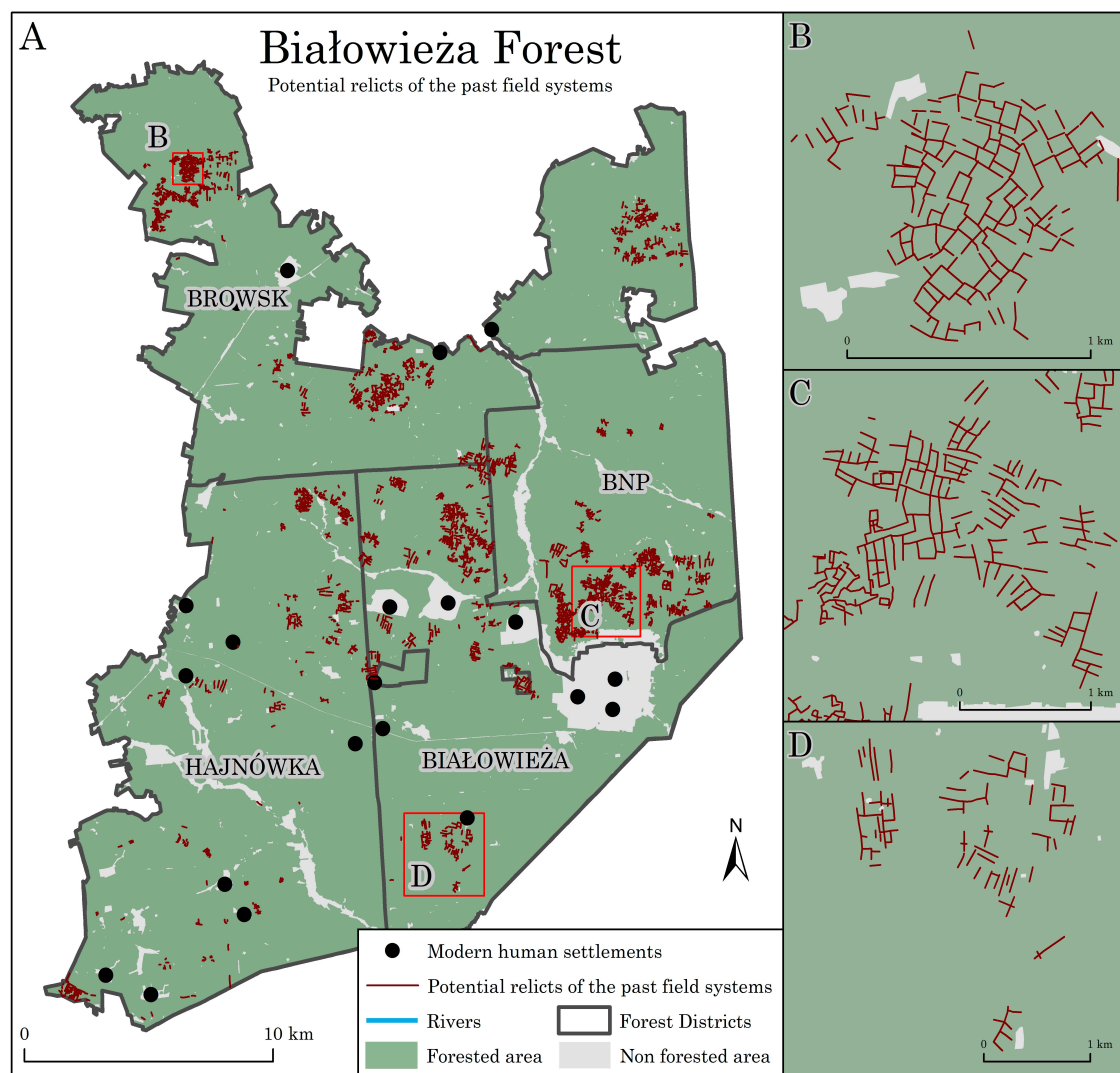 A
Białowieża Forest
Potential relicts of the past field systems
B
BROWSK
BNP
C
HAJNÓWKA
BIAŁOWIEŻA
D
N
0
10 km
Modern human settlements
Potential relicts of the past field systems
Rivers
Forest Districts
Forested area
Non forested area
B
0
1 km
C
0
1 km
D
0
1 km